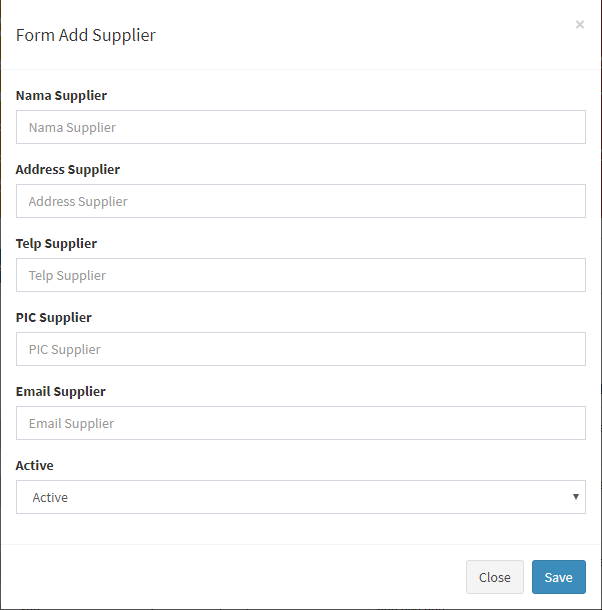 Form Add Supplier
×
Nama Supplier
Nama Supplier
Address Supplier
Address Supplier
Telp Supplier
Telp Supplier
PIC Supplier
PIC Supplier
Email Supplier
Email Supplier
Active
Active
Close
Save